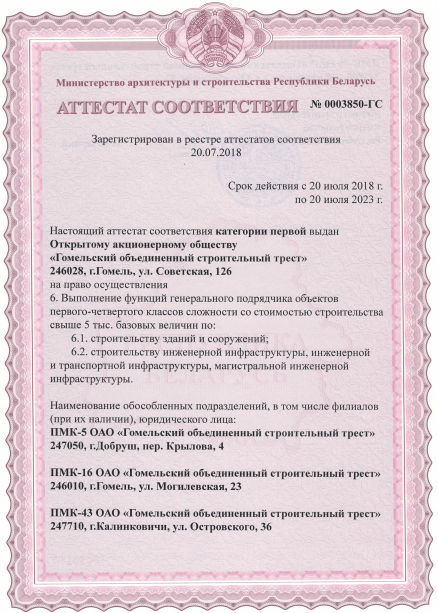 Министерство архитектуры и строительства Республики Беларусь
АТТЕСТАТ СООТВЕТСТВИЯ № 0003850-ГС
Зарегистрирован в реестре аттестатов соответствия
20.07.2018
Срок действия с 20 июля 2018 г.
по 20 июля 2023 г.
Настоящий аттестат соответствия категории первой выдан
Открытому акционерному обществу
«Гомельский объединенный строительный трест»
246028, г.Гомель, ул. Советская, 126
на право осуществления
6. Выполнение функций генерального подрядчика объектов
первого-четвертого классов сложности со стоимостью строительства
свыше 5 тыс. базовых величин по:
6.1. строительству зданий и сооружений;
6.2. строительству инженерной инфраструктуры, инженерной
и транспортной инфраструктуры, магистральной инженерной
инфраструктуры.
Наименование обособленных подразделений, в том числе филиалов
(при их наличии), юридического лица:
ПМК-5 ОАО «Гомельский объединенный строительный трест»
247050, г.Добруш, пер. Крылова, 4
ПМК-16 ОАО «Гомельский объединенный строительный трест»
246010, г.Гомель, ул. Могилевская, 23
ПМК-43 ОАО «Гомельский объединенный строительный трест»
247710, г.Калинковичи, ул. Островского, 36